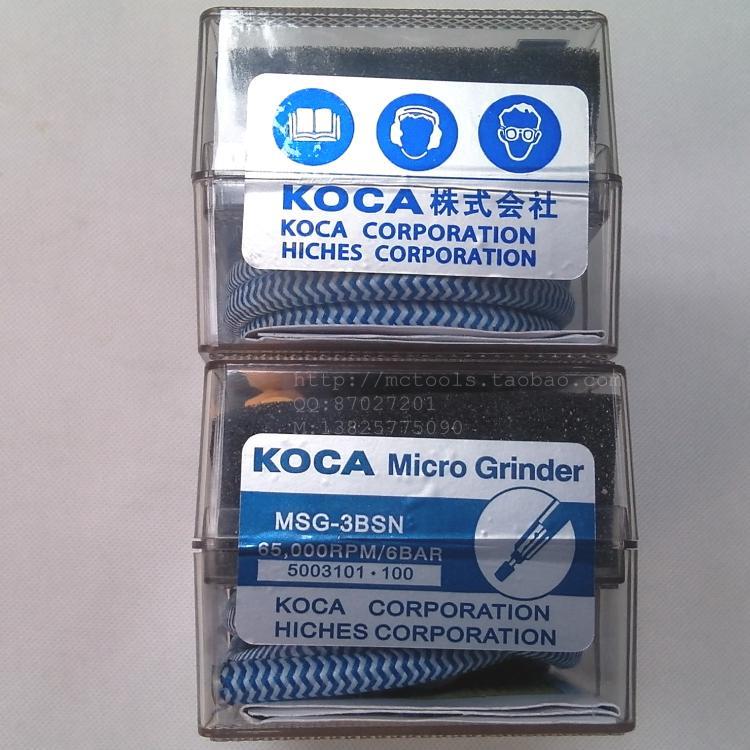 KOCA 株式会社
KOCA CORPORATION
HICHES CORPORATION
http://mctools.taobao.com
QQ:87027201
M:13825775090
KOCA Micro Grinder
MSG-3BSN
65,000RPM/6BAR
5003101・100
KOCA CORPORATION
HICHES CORPORATION